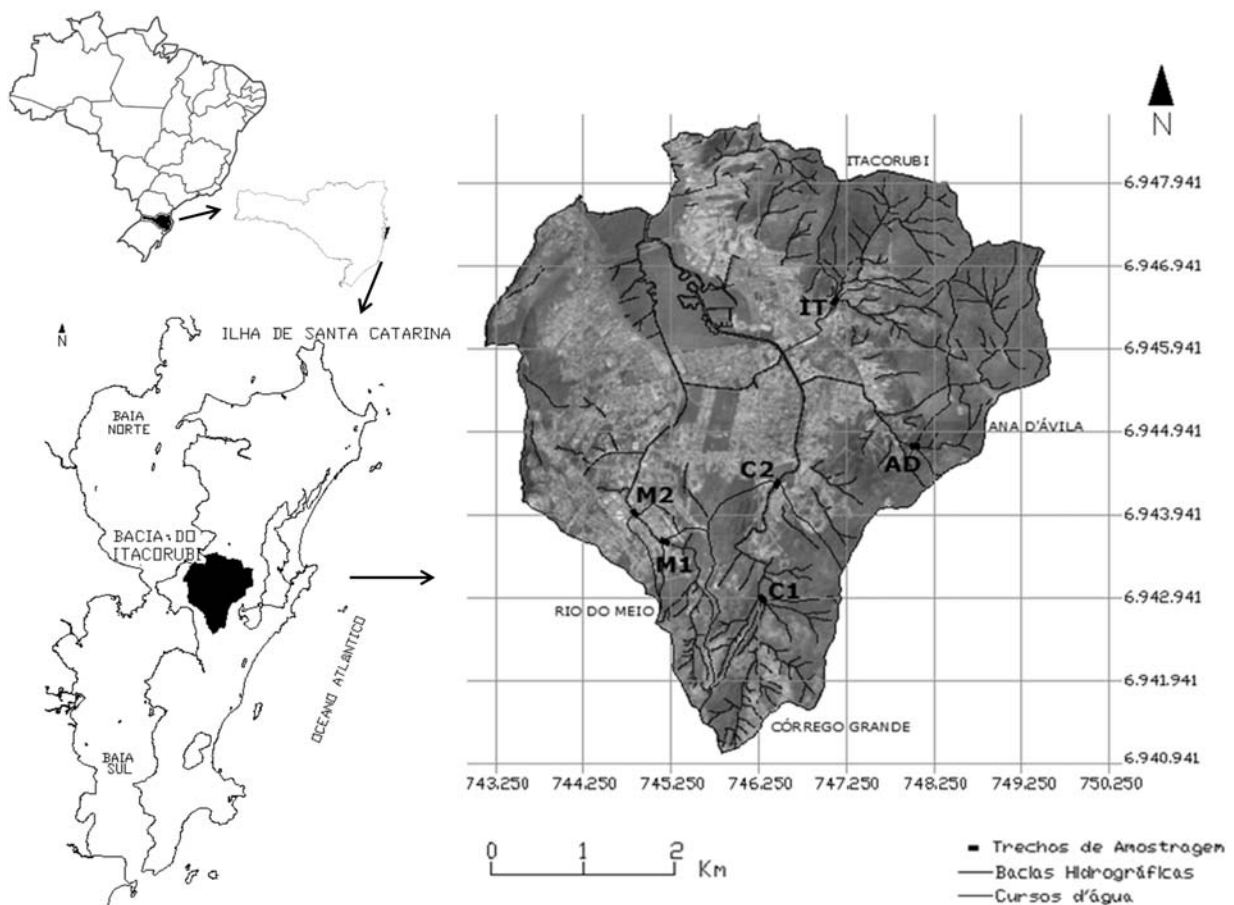 N
ILHA DE SANTA CATARINA
BAIA
NORTE
BACIA DO
ITACORUBI
OCEANO ATLÂNTICO
BAIA
SUL
N
ITACORUBI
6.947.941
6.946.941
IT
6.945.941
ANA D'ÁVILA
6.944.941
AD
C2
M2
6.943.941
M1
C1
6.942.941
RIO DO MEIO
6.941.941
CÓRREGO GRANDE
6.940.941
743.250 744.250 745.250 746.250 747.250 748.250 749.250 750.250
0 1 2
Km
Trechos de Amostragem
Bacias Hidrográficas
Cursos d'água